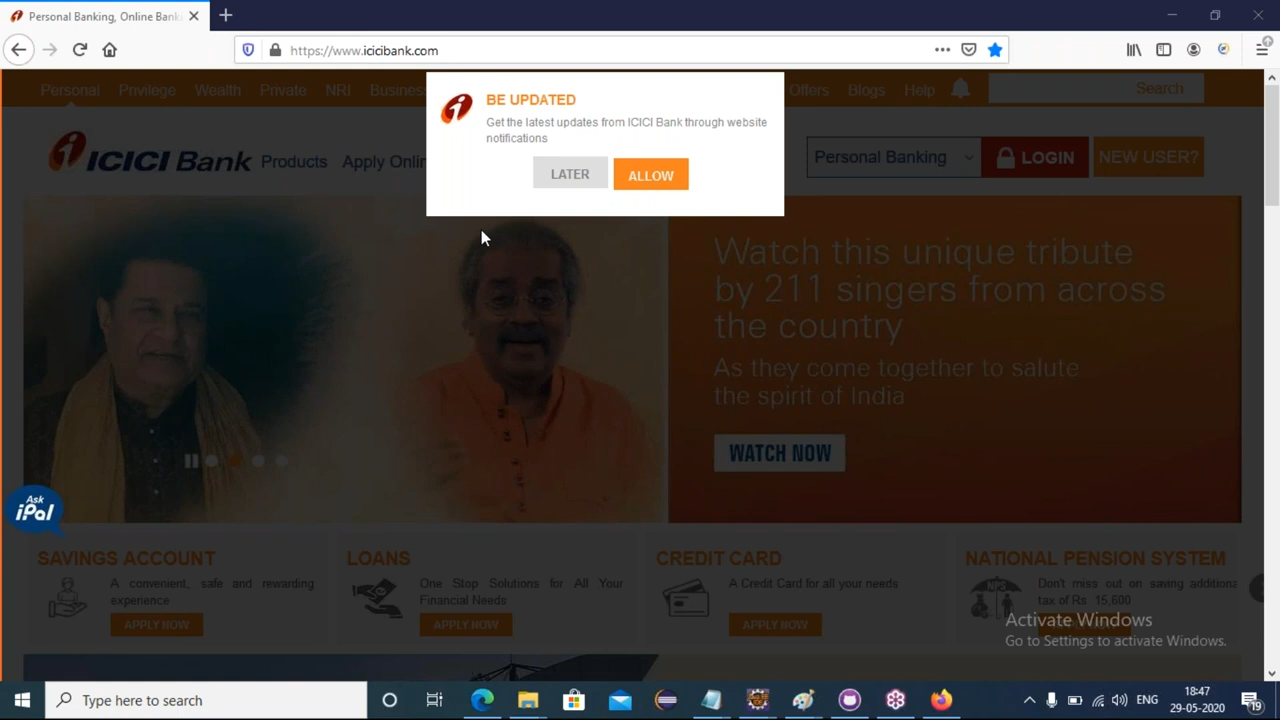 Personal Banking, Online Bank
https://www.icicibank.com
Personal Privilege Wealth Private NRI Business Offers Blogs Help Search
BE UPDATED
Get the latest updates from ICICI Bank through website
notifications
LATER ALLOW
ICICI Bank Products Apply Onlin Personal Banking LOGIN NEW USER?
Watch this unique tribute
by 211 singers from across
the country
As they come together to salute
the spirit of India
WATCH NOW
Ask
iPal
SAVINGS ACCOUNT
A convenient, safe and rewarding
experience
APPLY NOW
LOANS
One Stop Solutions for All Your
Financial Needs
APPLY NOW
CREDIT CARD
A Credit Card for all your needs
APPLY NOW
NATIONAL PENSION SYSTEM
Don't miss out on saving additiona
tax of Rs 15,600
Activate Windows
Go to Settings to activate Windows.
Type here to search
ENG
18:47
29-05-2020
19